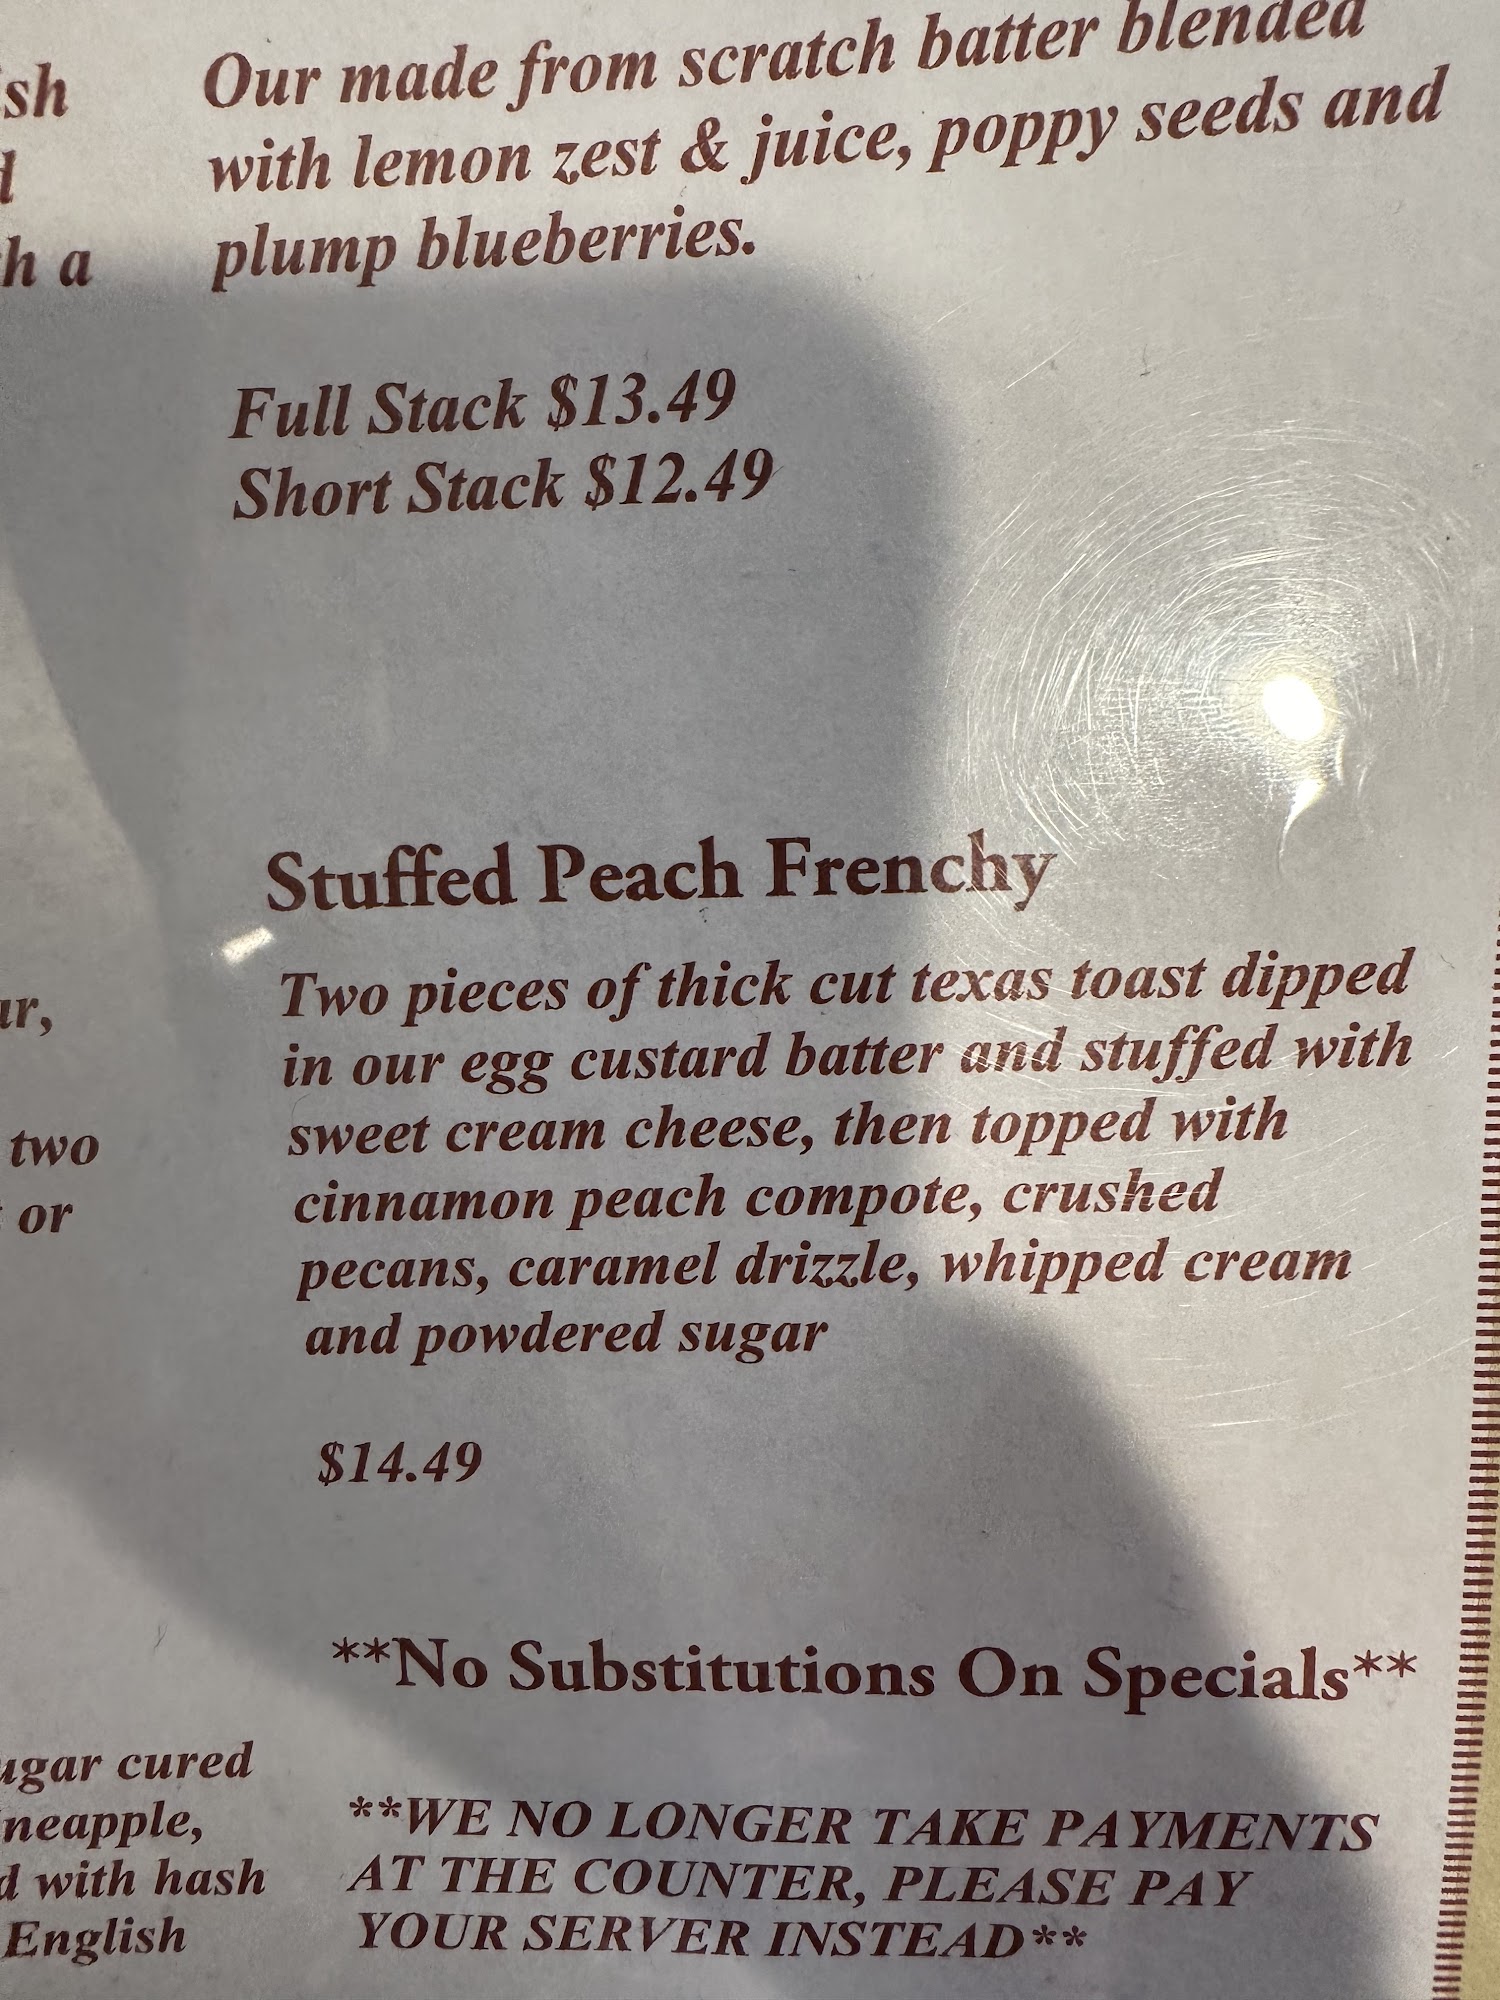 Our made from scratch batter blended
with lemon zest & juice, poppy seeds and
plump blueberries.
Full Stack $13.49
Short Stack $12.49
Stuffed Peach Frenchy
Two pieces of thick cut texas toast dipped
in our egg custard batter and stuffed with
sweet cream cheese, then topped with
cinnamon peach compote, crushed
pecans, caramel drizzle, whipped cream
and powdered sugar
$14.49
**No Substitutions On Specials**
**WE NO LONGER TAKE PAYMENTS
AT THE COUNTER, PLEASE PAY
YOUR SERVER INSTEAD**
a
two
or
cured
with hash
English